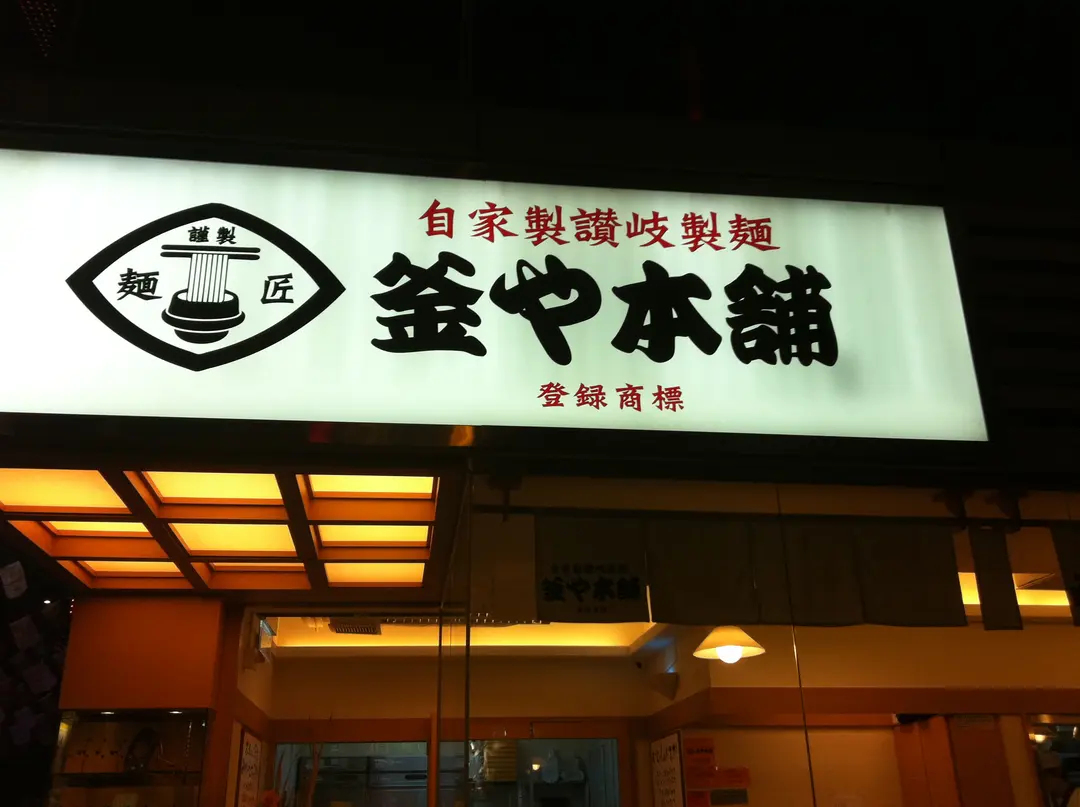 謹製
麺 匠
自家製讃岐製麺
釜や本舗
登録商標
釜や本舗